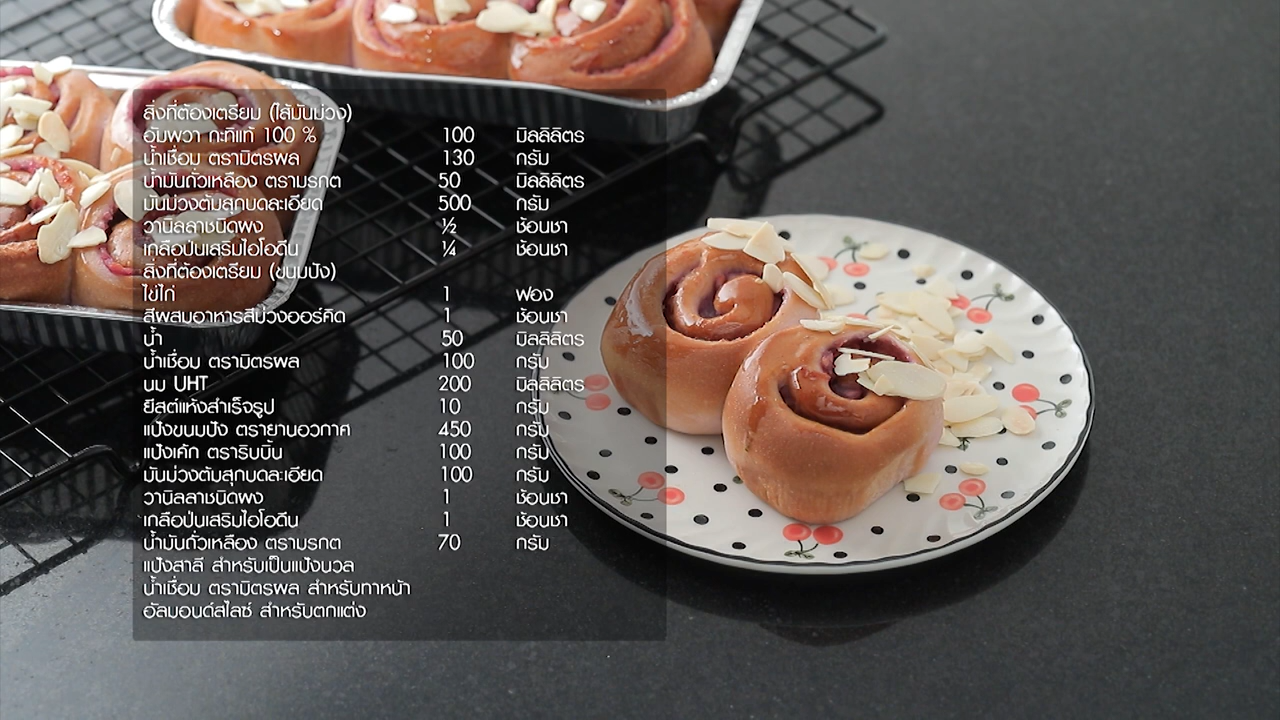 สิ่งที่ต้องเตรียม (ไส้มันม่วง)
อัมพวา กะทิแท้ 100 % 100 มิลลิลิตร
น้ำเชื่อม ตรามิตรผล 130 กรัม
น้ำมันถั่วเหลือง ตรามรกต 50 มิลลิลิตร
มันม่วงต้มสุกบดละเอียด 500 กรัม
วานิลลาชนิดผง ½ ช้อนชา
เกลือป่นเสริมไอโอดีน ¼ ช้อนชา
สิ่งที่ต้องเตรียม (ขนมปัง)
ไข่ไก่ 1 ฟอง
สีผสมอาหารสีม่วงออร์คิด 1 ช้อนชา
น้ำ 50 มิลลิลิตร
น้ำเชื่อม ตรามิตรผล 100 กรัม
นม UHT 200 มิลลิลิตร
ยีสต์แห้งสำเร็จรูป 10 กรัม
แป้งขนมปัง ตรายานอวกาศ 450 กรัม
แป้งเค้ก ตราริบบิ้น 100 กรัม
มันม่วงต้มสุกบดละเอียด 100 กรัม
วานิลลาชนิดผง 1 ช้อนชา
เกลือป่นเสริมไอโอดีน 1 ช้อนชา
น้ำมันถั่วเหลือง ตรามรกต 70 กรัม
แป้งสาลี สำหรับเป็นแป้งนวล
น้ำเชื่อม ตรามิตรผล สำหรับทาหน้า
อัลมอนด์สไลซ์ สำหรับตกแต่ง